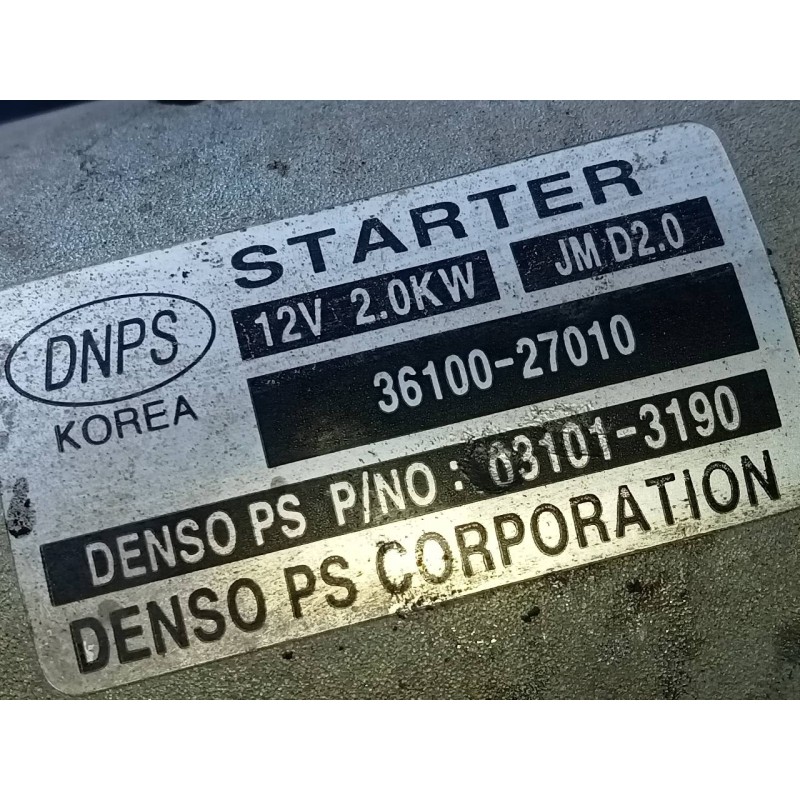 STARTER
DNPS
KOREA
12V 2.0KW JM D2.0
36100-27010
DENSO PS P/NO : 63101-3190
DENSO PS CORPORATION